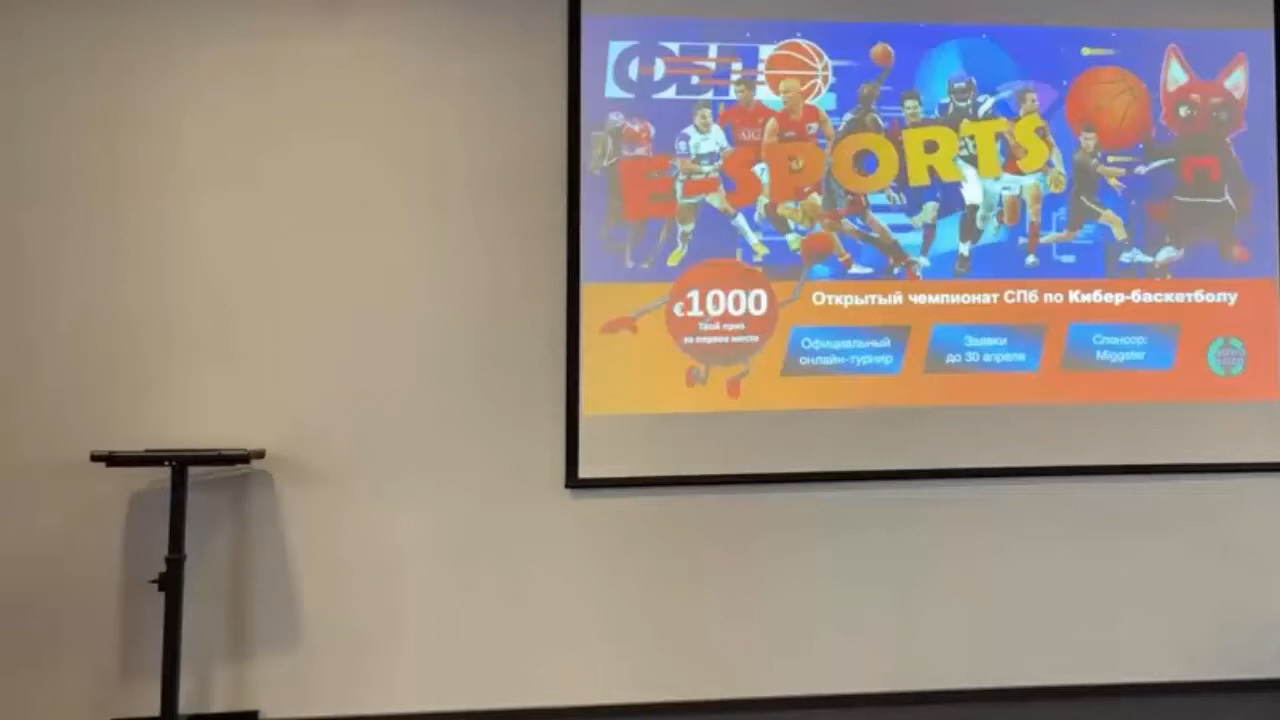 ФБП
E-SPORTS
€1000
Твой приз
за первое место
Открытый чемпионат СПб по Кибер-баскетболу
Официальный
онлайн-турнир
Заявки
до 30 апреля
Спонсор:
Miggster